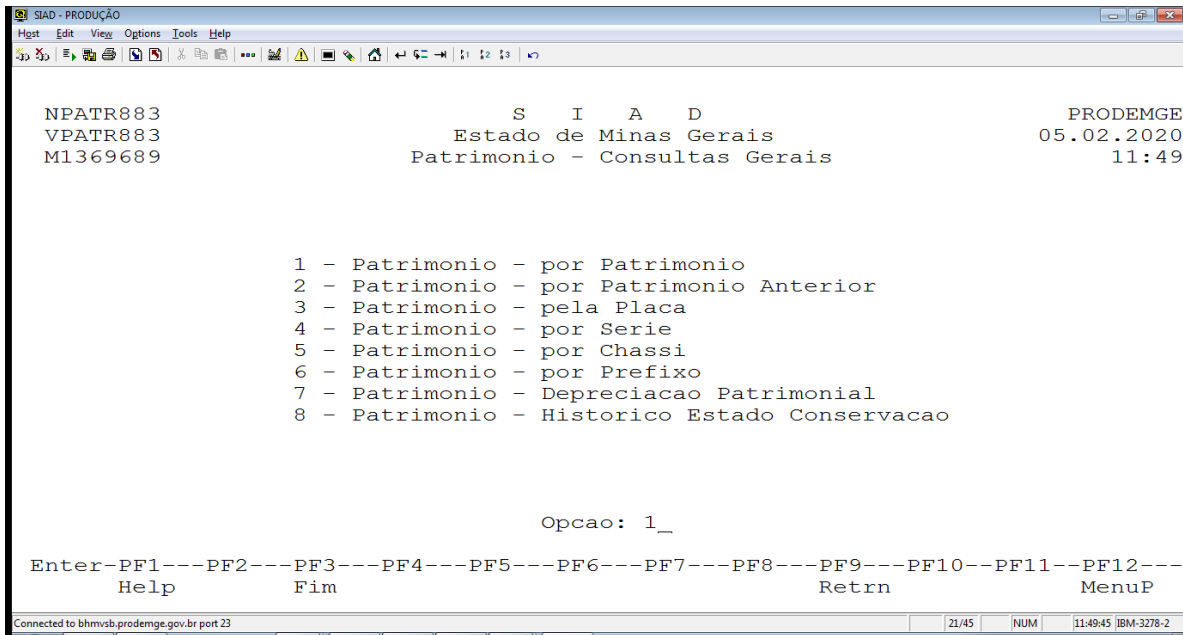 SIAD - PRODUÇÃO
Host Edit View Options Tools Help
NPATR883 S I A D PRODEMGE
VPATR883 Estado de Minas Gerais 05.02.2020
M1369689 Patrimonio - Consultas Gerais 11:49
1 - Patrimonio - por Patrimonio
2 - Patrimonio - por Patrimonio Anterior
3 - Patrimonio - pela Placa
4 - Patrimonio - por Serie
5 - Patrimonio - por Chassi
6 - Patrimonio - por Prefixo
7 - Patrimonio - Depreciacao Patrimonial
8 - Patrimonio - Historico Estado Conservacao
Opcao: 1_
Enter-PF1---PF2---PF3---PF4---PF5---PF6---PF7---PF8---PF9---PF10--PF11--PF12---
Help Fim Retrn MenuP
Connected to bhmvsb.prodemge.gov.br port 23 21/45 NUM 11:49:45 IBM-3278-2